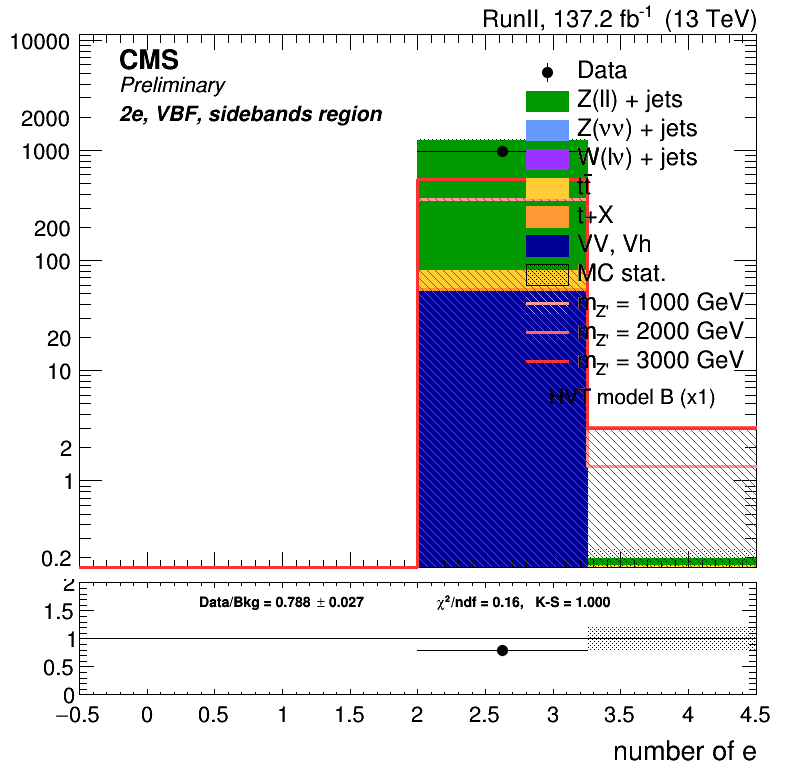 RunII, 137.2 fb⁻¹ (13 TeV)
CMS
Preliminary
2e, VBF, sidebands region
Data
Z(ll) + jets
Z(νν) + jets
W(lν) + jets
tt̄
t+X
VV, Vh
MC stat.
m_Z' = 1000 GeV
m_Z' = 2000 GeV
m_Z' = 3000 GeV
HVT model B (x1)
10000
2000
1000
200
100
20
10
2
1
0.2
Data/Bkg = 0.788 ± 0.027 χ²/ndf = 0.16, K-S = 1.000
2
1.5
1
0.5
0
−0.5 0 0.5 1 1.5 2 2.5 3 3.5 4 4.5
number of e